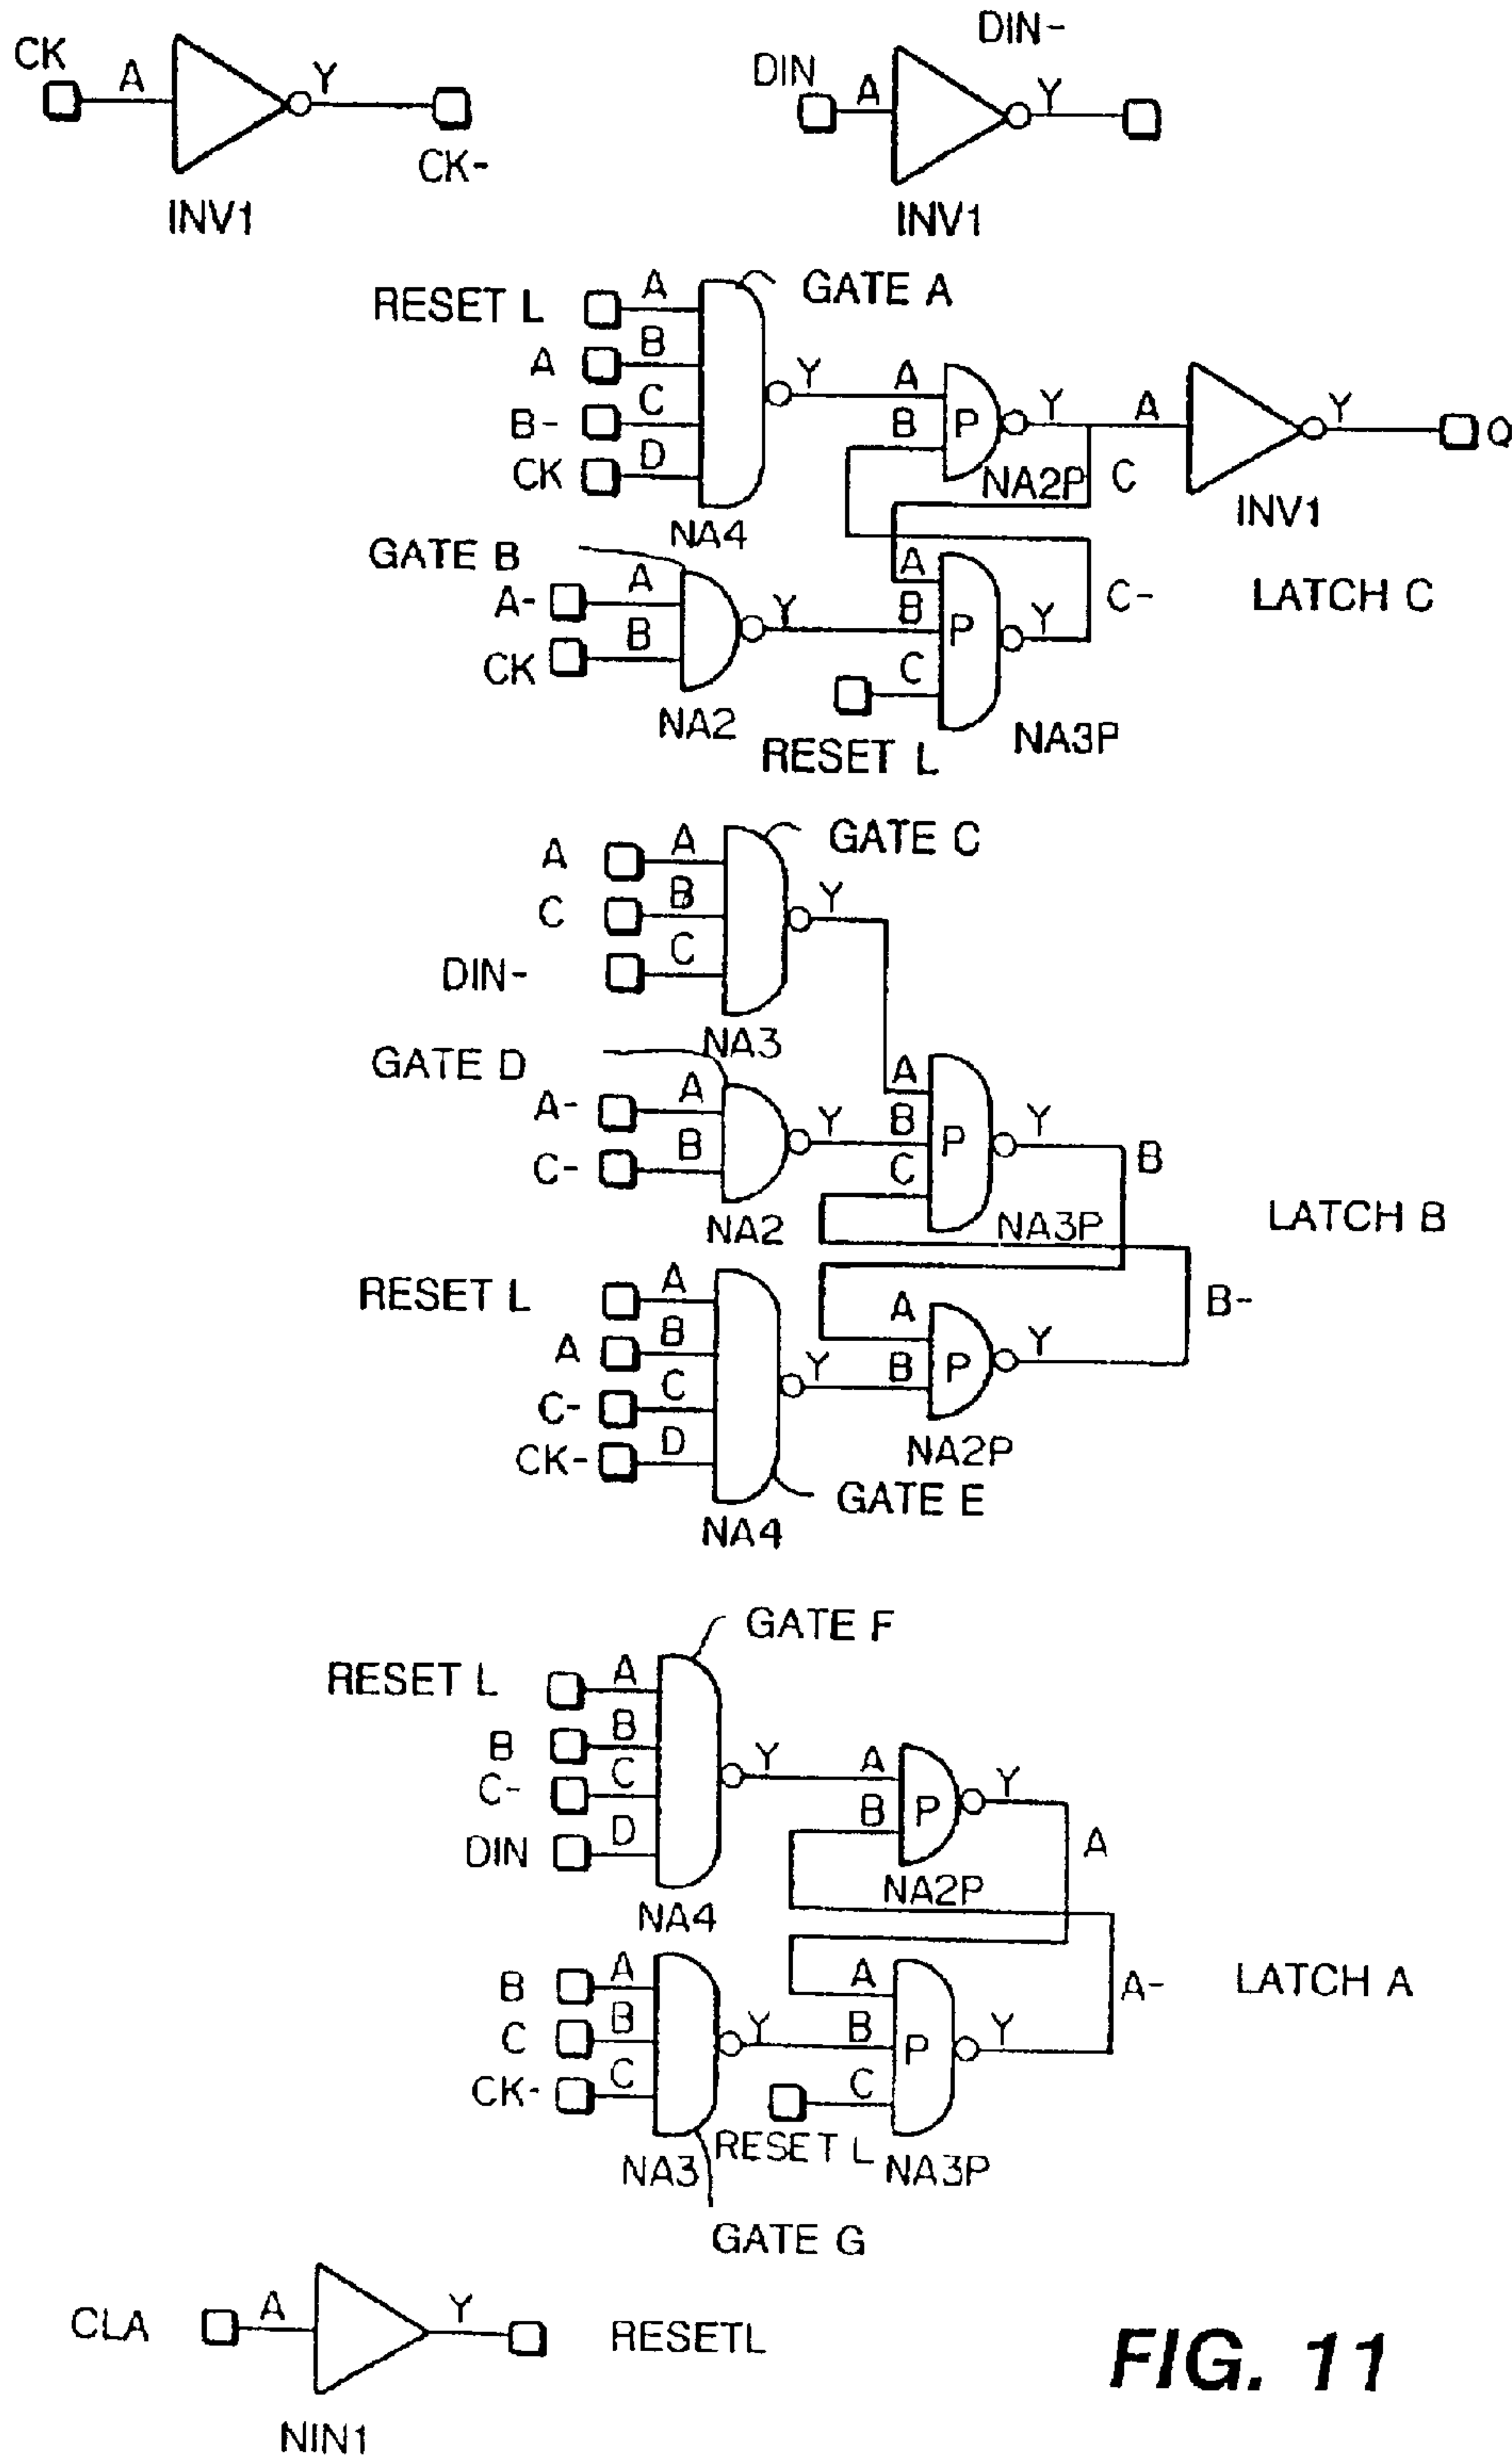 CK A Y CK-
INV1
DIN A DIN- Y
INV1
RESET L A GATE A
A B
B- C
CK D
Y A B P Y
NA4
NA2P
C
A Y Q
INV1
GATE B
A- A
CK B
Y A B C P Y
C-
LATCH C
NA2
RESET L
NA3P
A A GATE C
C B
DIN- C
Y
NA3
GATE D
A- A
C- B
Y A B C P Y
B
NA2
NA3P
LATCH B
RESET L A
A B
C- C
CK- D
Y A B P Y
B-
NA2P
GATE E
NA4
GATE F
RESET L A
B B
C- C
DIN D
Y A B P Y
A
NA4
NA2P
B A
C B
CK- C
Y A B C P Y
A-
LATCH A
NA3
RESET L
NA3P
GATE G
CLA A Y RESETL
NIN1
FIG. 11